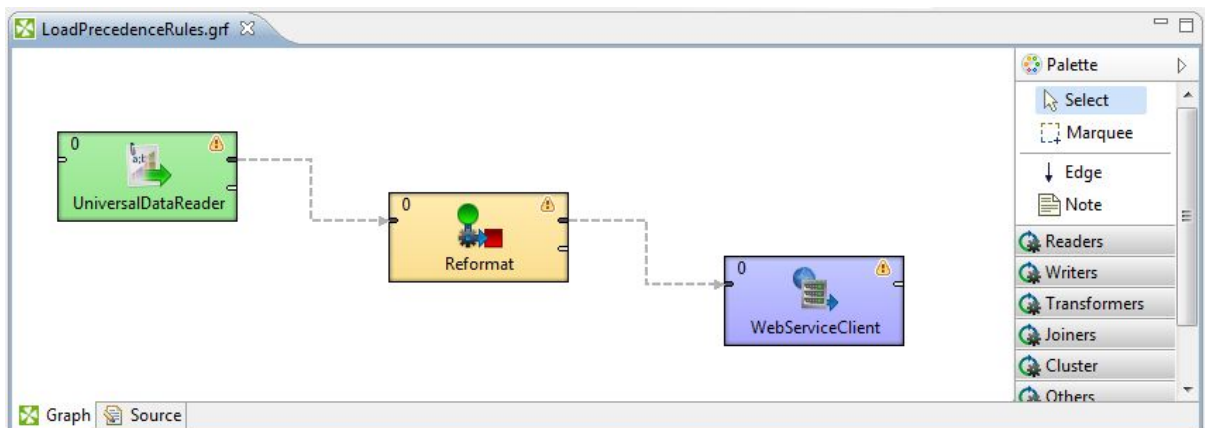 LoadPrecedenceRules.grf
Palette
Select
Marquee
Edge
Note
Readers
Writers
Transformers
Joiners
Cluster
Others
0
a;b
UniversalDataReader
0
Reformat
0
WebServiceClient
Graph
Source